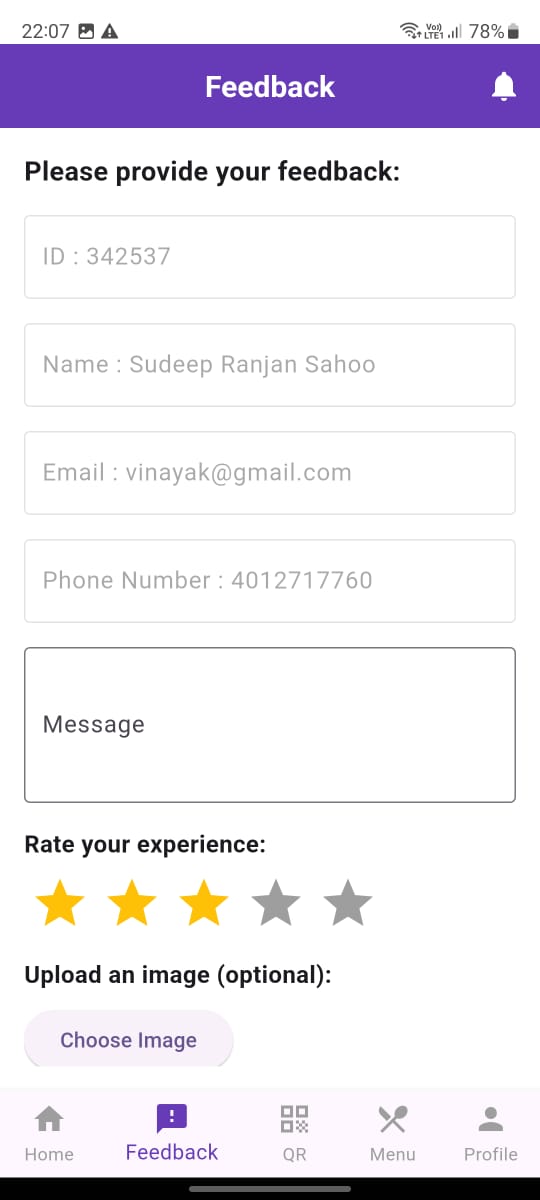 22:07
Vo))
LTE1
78%
Feedback
Please provide your feedback:
ID : 342537
Name : Sudeep Ranjan Sahoo
Email : vinayak@gmail.com
Phone Number : 4012717760
Message
Rate your experience:
Upload an image (optional):
Choose Image
Home
Feedback
QR
Menu
Profile